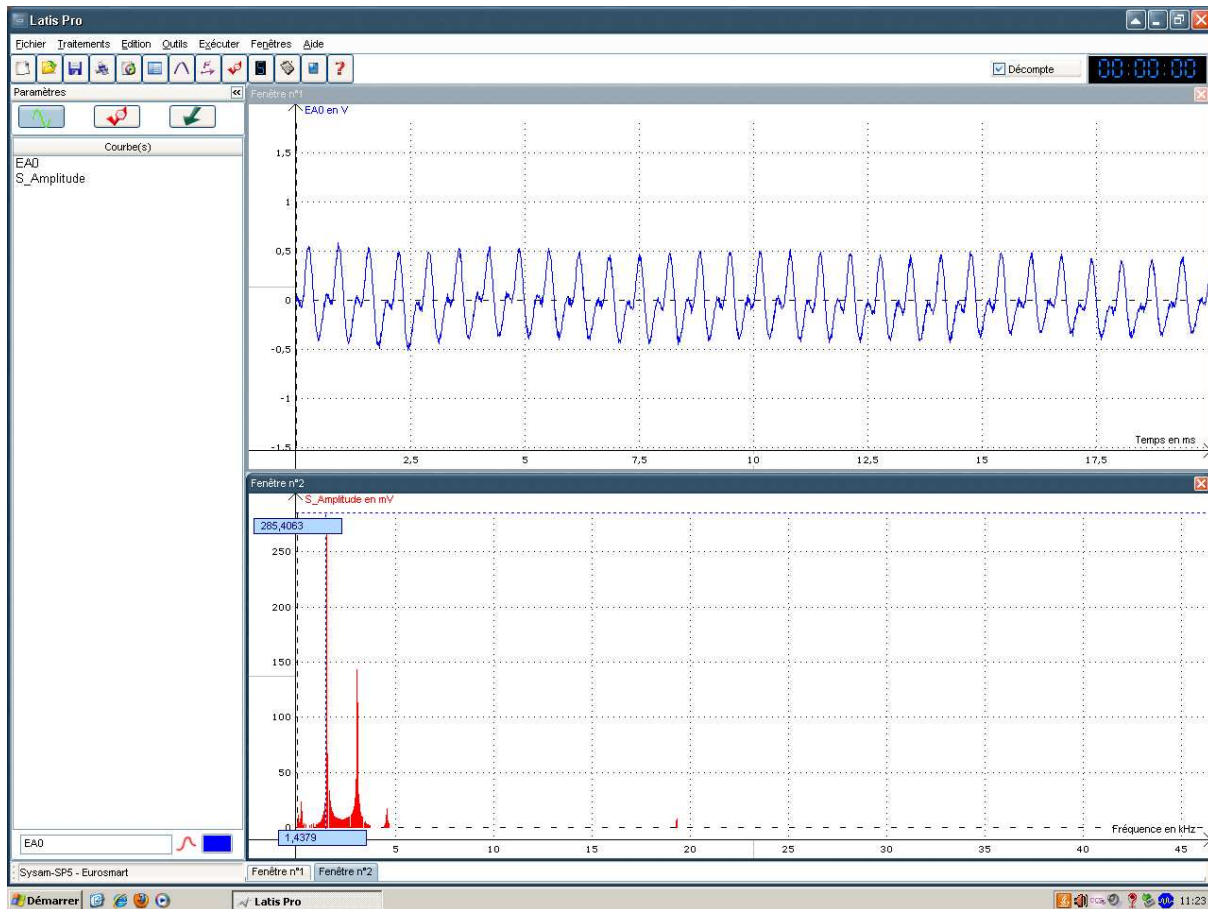 Latis Pro
Fichier Traitements Edition Outils Exécuter Fenêtres Aide
Décompte 00:00:00
Paramètres
Courbe(s)
EA0
S_Amplitude
EA0
Sysam-SP5 - Eurosmart
Fenêtre n°1
EA0 en V
1,5
1
0,5
0
-0,5
-1
-1,5
Temps en ms
2,5 5 7,5 10 12,5 15 17,5
Fenêtre n°2
S_Amplitude en mV
285,4063
250
200
150
100
50
0
Fréquence en kHz
1,4379
5 10 15 20 25 30 35 40 45
Fenêtre n°1 Fenêtre n°2
Démarrer Latis Pro 11:23